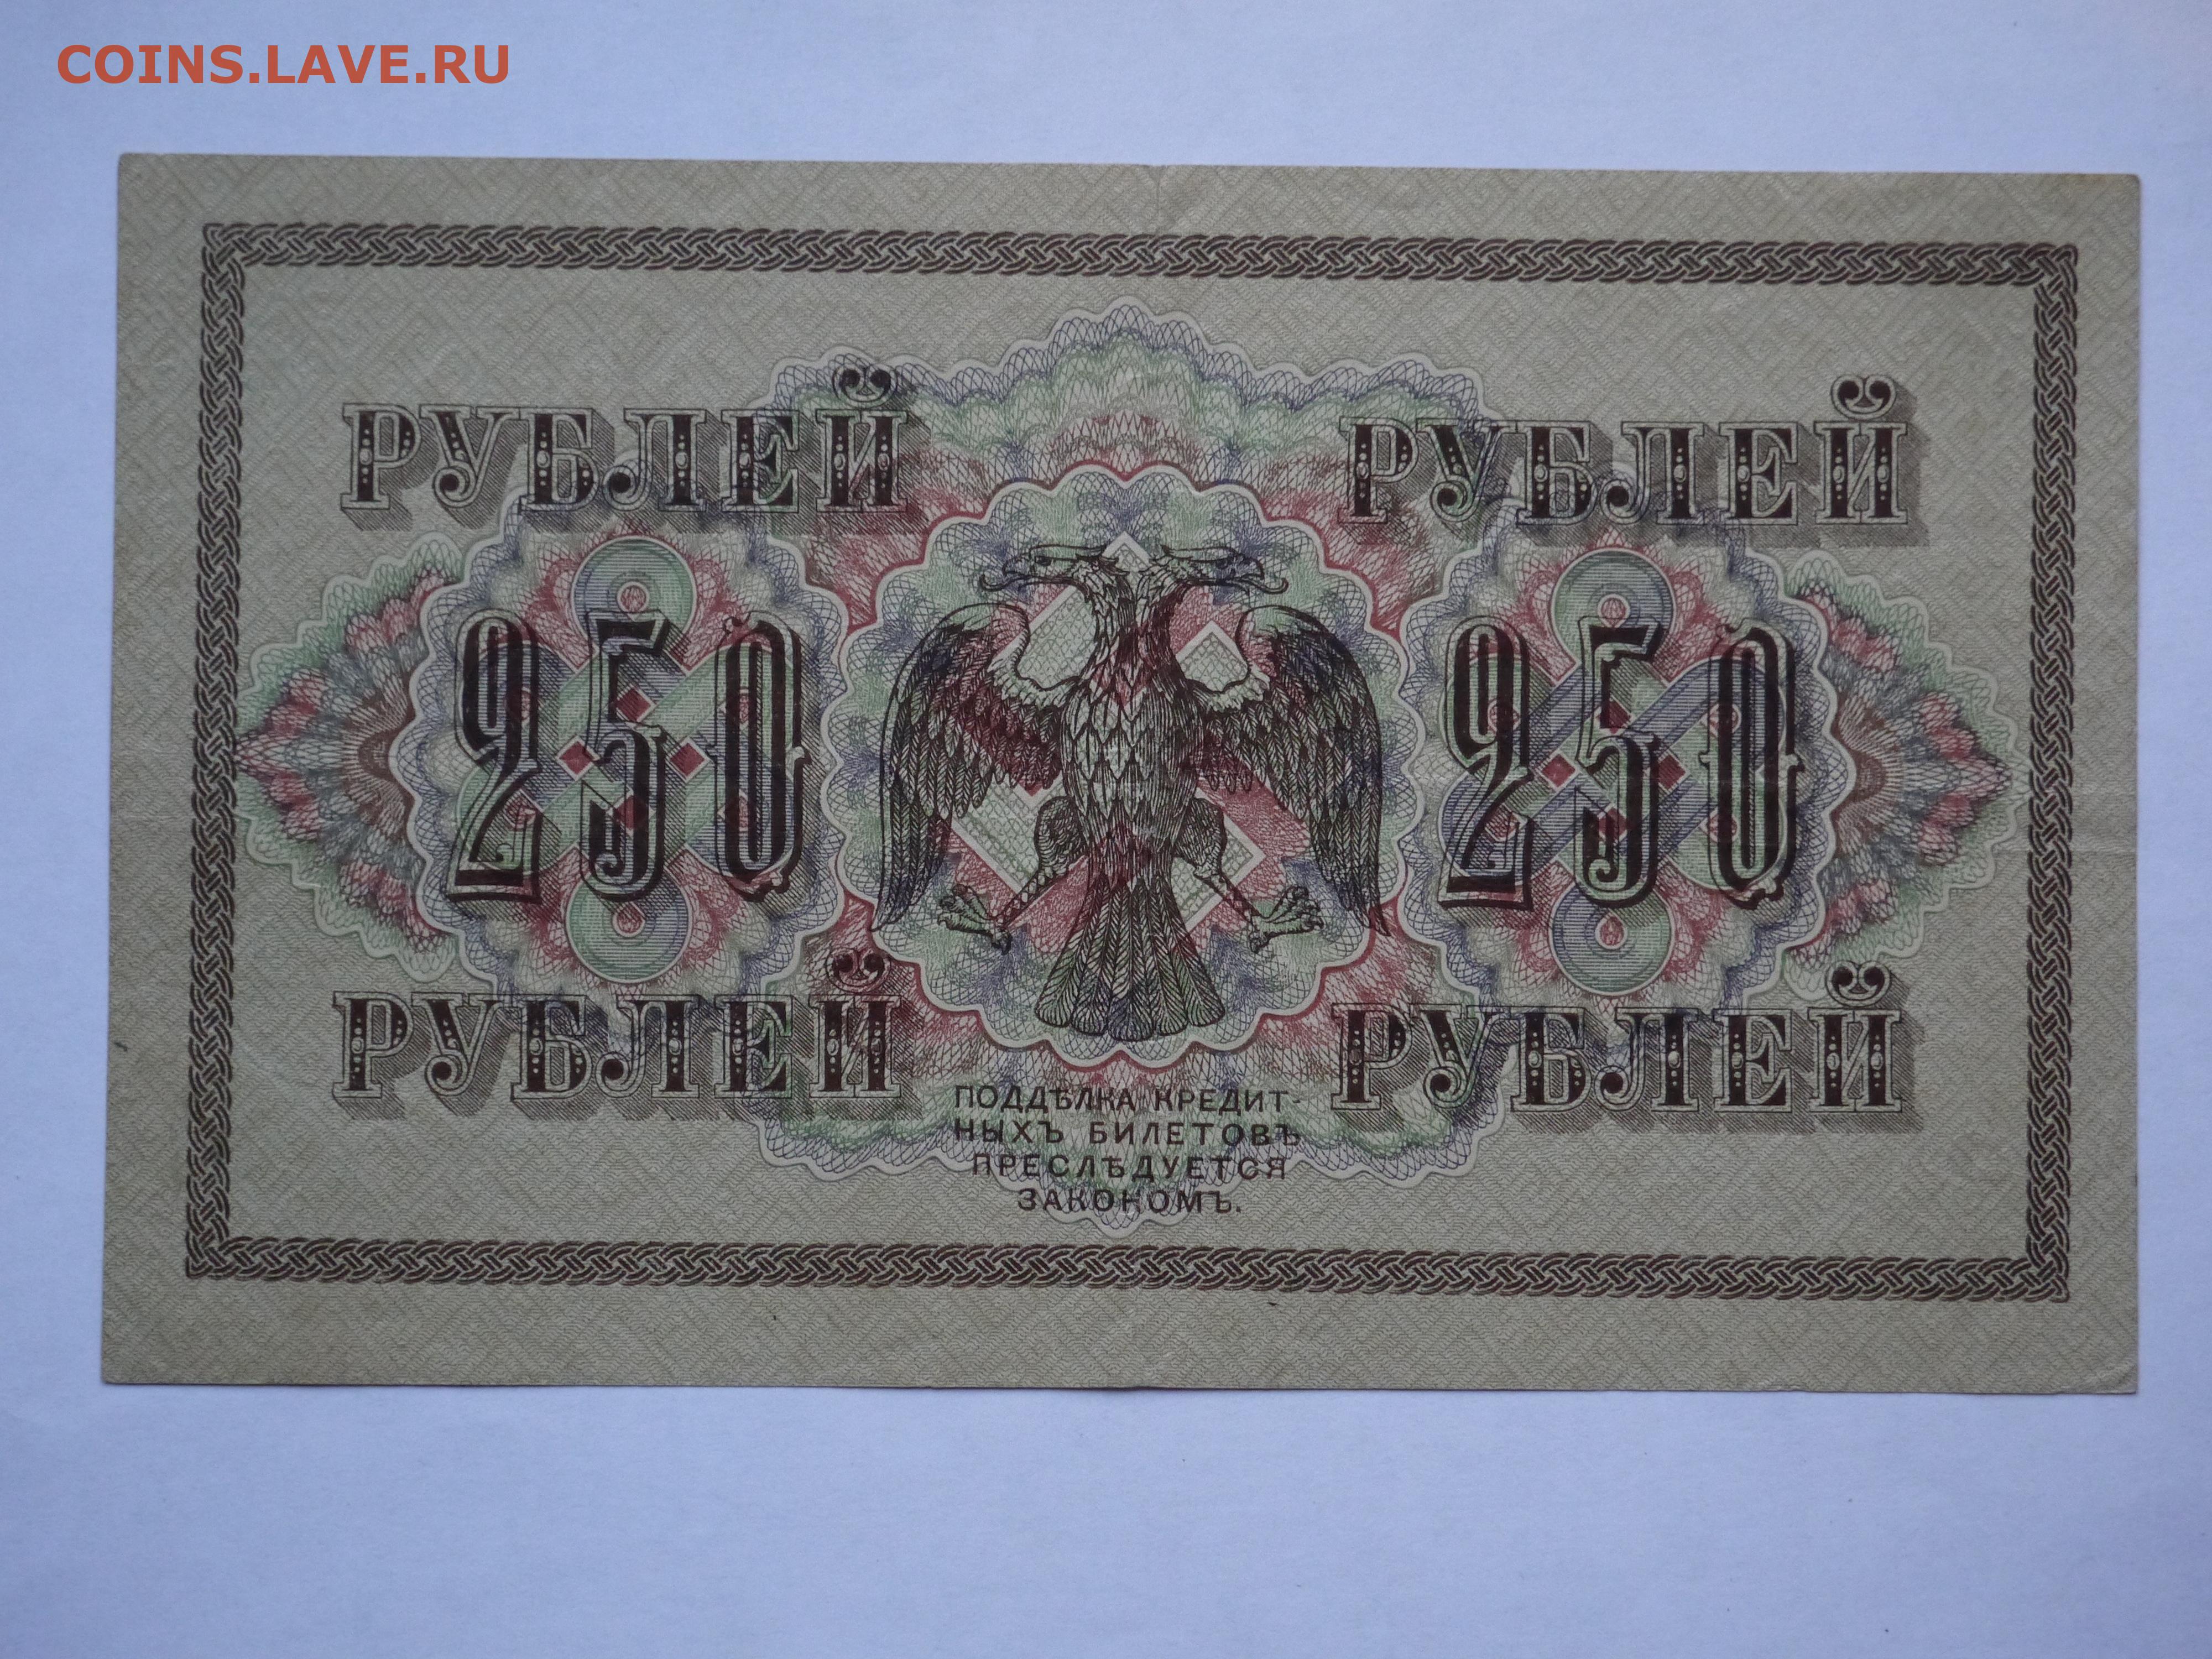 COINS.LAVE.RU
РУБЛЕЙ РУБЛЕЙ
250 250
РУБЛЕЙ РУБЛЕЙ
ПОДДѢЛКА КРЕДИТ-
НЫХЪ БИЛЕТОВЪ
ПРЕСЛѢДУЕТСЯ
ЗАКОНОМЪ.